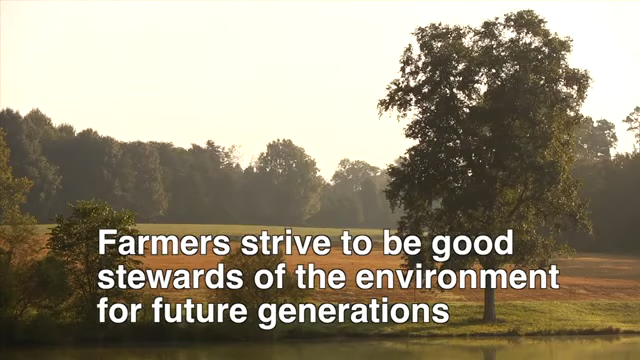 Farmers strive to be good
stewards of the environment
for future generations